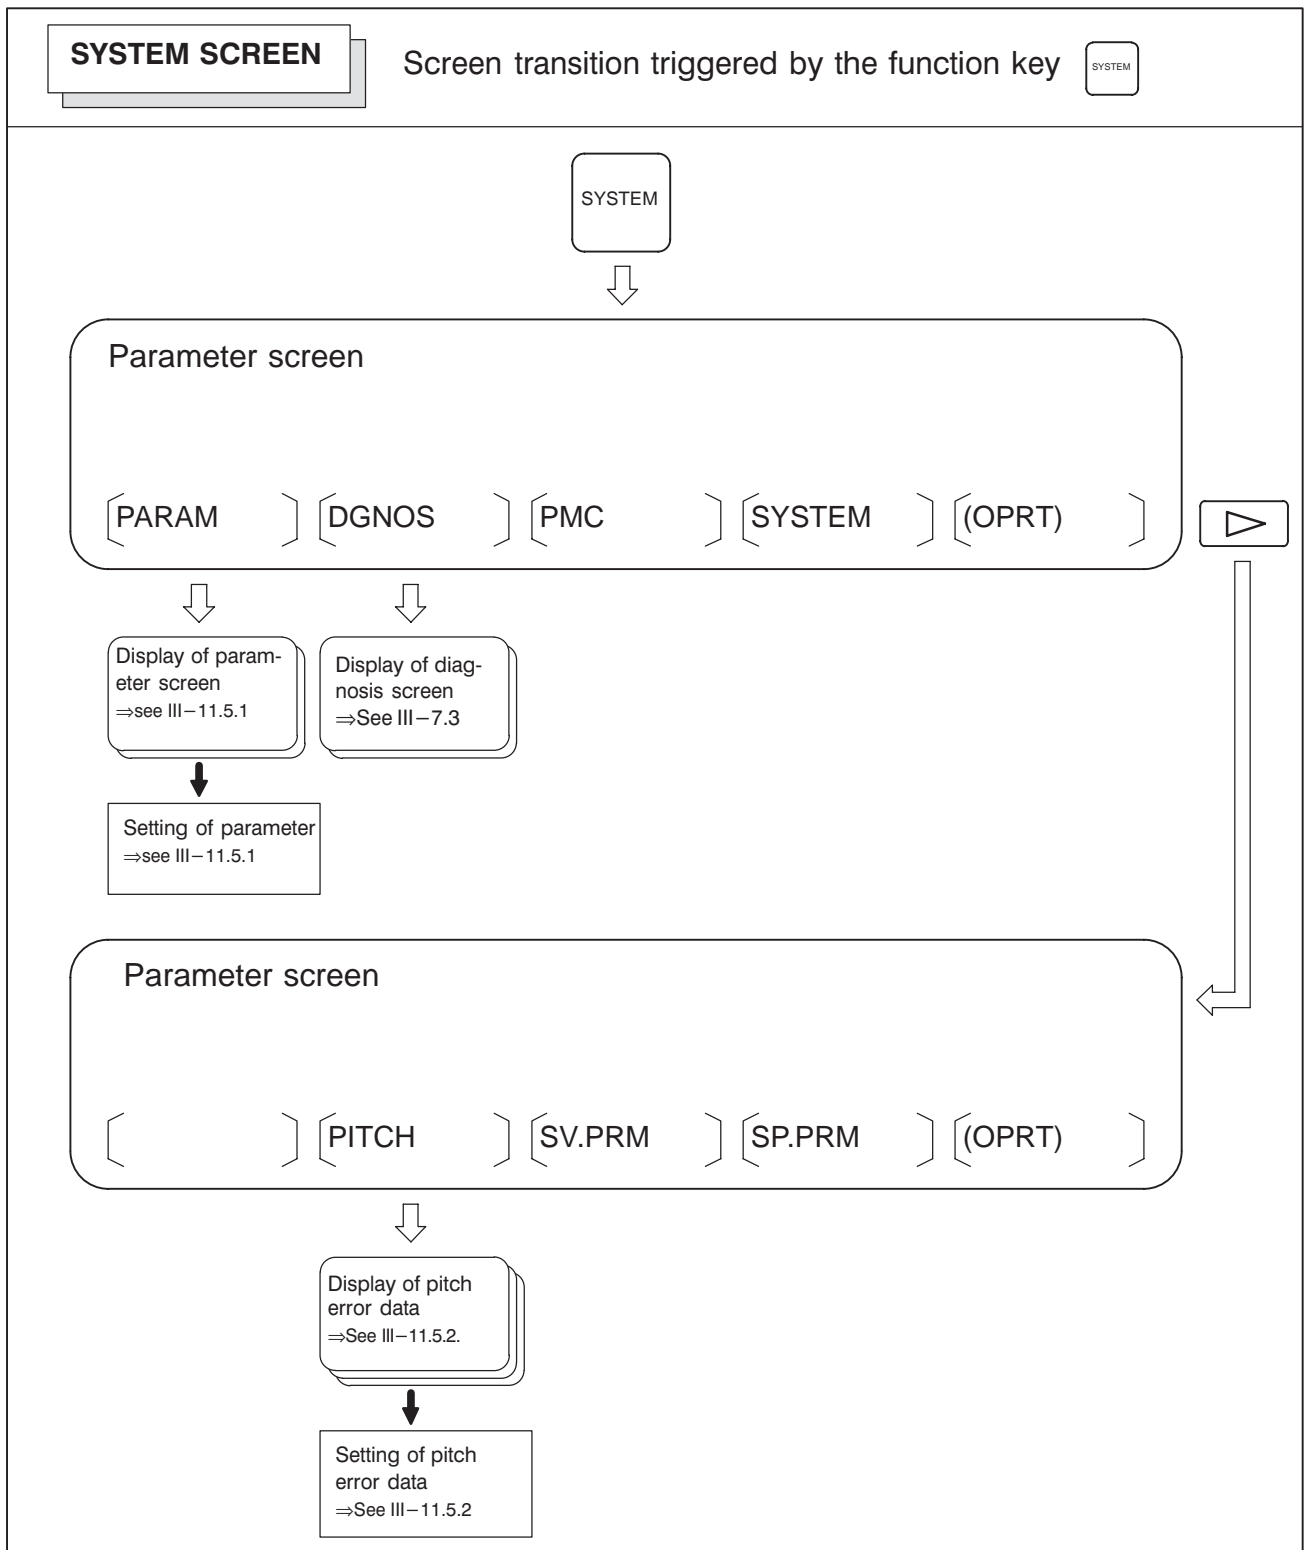 SYSTEM SCREEN
Screen transition triggered by the function key
SYSTEM
SYSTEM
Parameter screen
PARAM
DGNOS
PMC
SYSTEM
(OPRT)
Display of param-
eter screen
⇒see III−11.5.1
Display of diag-
nosis screen
⇒See III−7.3
Setting of parameter
⇒see III−11.5.1
Parameter screen
PITCH
SV.PRM
SP.PRM
(OPRT)
Display of pitch
error data
⇒See III−11.5.2.
Setting of pitch
error data
⇒See III−11.5.2